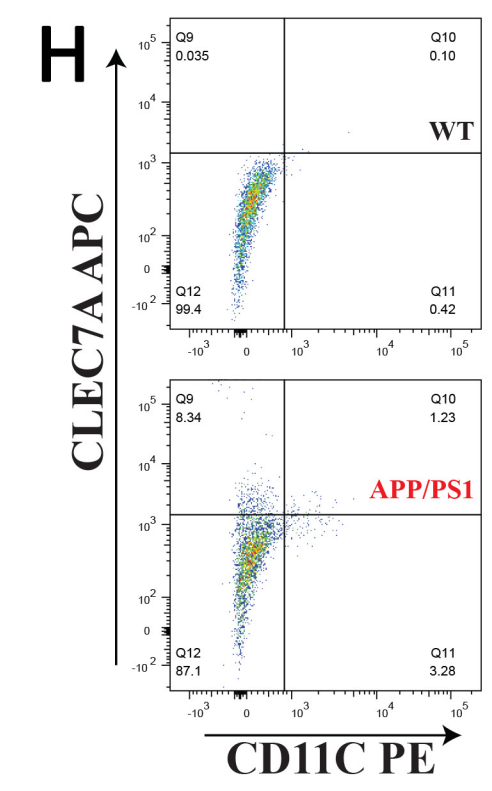 H
CLEC7A APC
Q9 Q10
0.035 0.10
WT
Q12 Q11
99.4 0.42
10^5
10^4
10^3
10^2
0
-10^2
-10^3 0 10^3 10^4 10^5
Q9 Q10
8.34 1.23
APP/PS1
Q12 Q11
87.1 3.28
10^5
10^4
10^3
10^2
0
-10^2
-10^3 0 10^3 10^4 10^5
CD11C PE